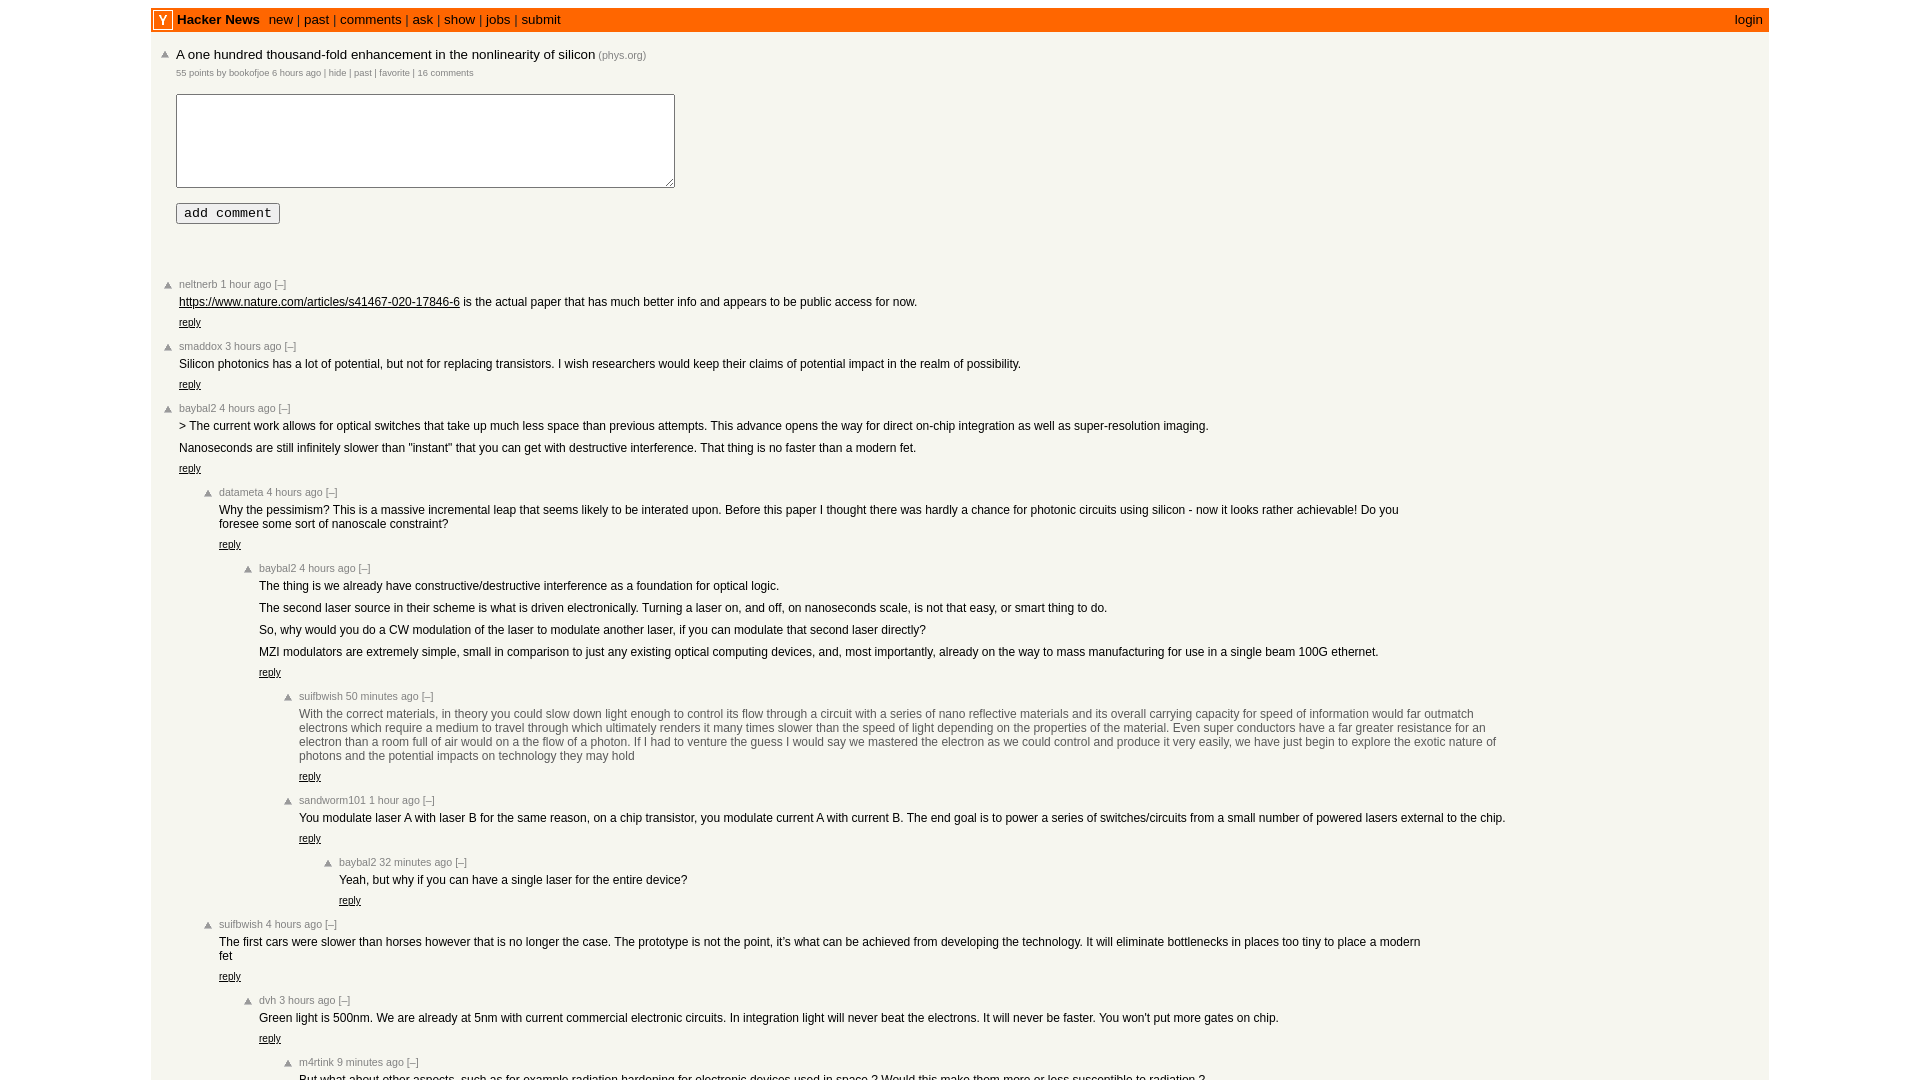 Y Hacker News new | past | comments | ask | show | jobs | submit login
A one hundred thousand-fold enhancement in the nonlinearity of silicon (phys.org)
55 points by bookofjoe 6 hours ago | hide | past | favorite | 16 comments
add comment
neltnerb 1 hour ago [–]
https://www.nature.com/articles/s41467-020-17846-6 is the actual paper that has much better info and appears to be public access for now.
reply
smaddox 3 hours ago [–]
Silicon photonics has a lot of potential, but not for replacing transistors. I wish researchers would keep their claims of potential impact in the realm of possibility.
reply
baybal2 4 hours ago [–]
> The current work allows for optical switches that take up much less space than previous attempts. This advance opens the way for direct on-chip integration as well as super-resolution imaging.
Nanoseconds are still infinitely slower than "instant" that you can get with destructive interference. That thing is no faster than a modern fet.
reply
datameta 4 hours ago [–]
Why the pessimism? This is a massive incremental leap that seems likely to be interated upon. Before this paper I thought there was hardly a chance for photonic circuits using silicon - now it looks rather achievable! Do you
foresee some sort of nanoscale constraint?
reply
baybal2 4 hours ago [–]
The thing is we already have constructive/destructive interference as a foundation for optical logic.
The second laser source in their scheme is what is driven electronically. Turning a laser on, and off, on nanoseconds scale, is not that easy, or smart thing to do.
So, why would you do a CW modulation of the laser to modulate another laser, if you can modulate that second laser directly?
MZI modulators are extremely simple, small in comparison to just any existing optical computing devices, and, most importantly, already on the way to mass manufacturing for use in a single beam 100G ethernet.
reply
suifbwish 50 minutes ago [–]
With the correct materials, in theory you could slow down light enough to control its flow through a circuit with a series of nano reflective materials and its overall carrying capacity for speed of information would far outmatch
electrons which require a medium to travel through which ultimately renders it many times slower than the speed of light depending on the properties of the material. Even super conductors have a far greater resistance for an
electron than a room full of air would on a the flow of a photon. If I had to venture the guess I would say we mastered the electron as we could control and produce it very easily, we have just begin to explore the exotic nature of
photons and the potential impacts on technology they may hold
reply
sandworm101 1 hour ago [–]
You modulate laser A with laser B for the same reason, on a chip transistor, you modulate current A with current B. The end goal is to power a series of switches/circuits from a small number of powered lasers external to the chip.
reply
baybal2 32 minutes ago [–]
Yeah, but why if you can have a single laser for the entire device?
reply
suifbwish 4 hours ago [–]
The first cars were slower than horses however that is no longer the case. The prototype is not the point, it’s what can be achieved from developing the technology. It will eliminate bottlenecks in places too tiny to place a modern
fet
reply
dvh 3 hours ago [–]
Green light is 500nm. We are already at 5nm with current commercial electronic circuits. In integration light will never beat the electrons. It will never be faster. You won't put more gates on chip.
reply
m4rtink 9 minutes ago [–]
But what about other aspects, such as for example radiation hardening for electronic devices used in space ? Would this make them more or less susceptible to radiation ?